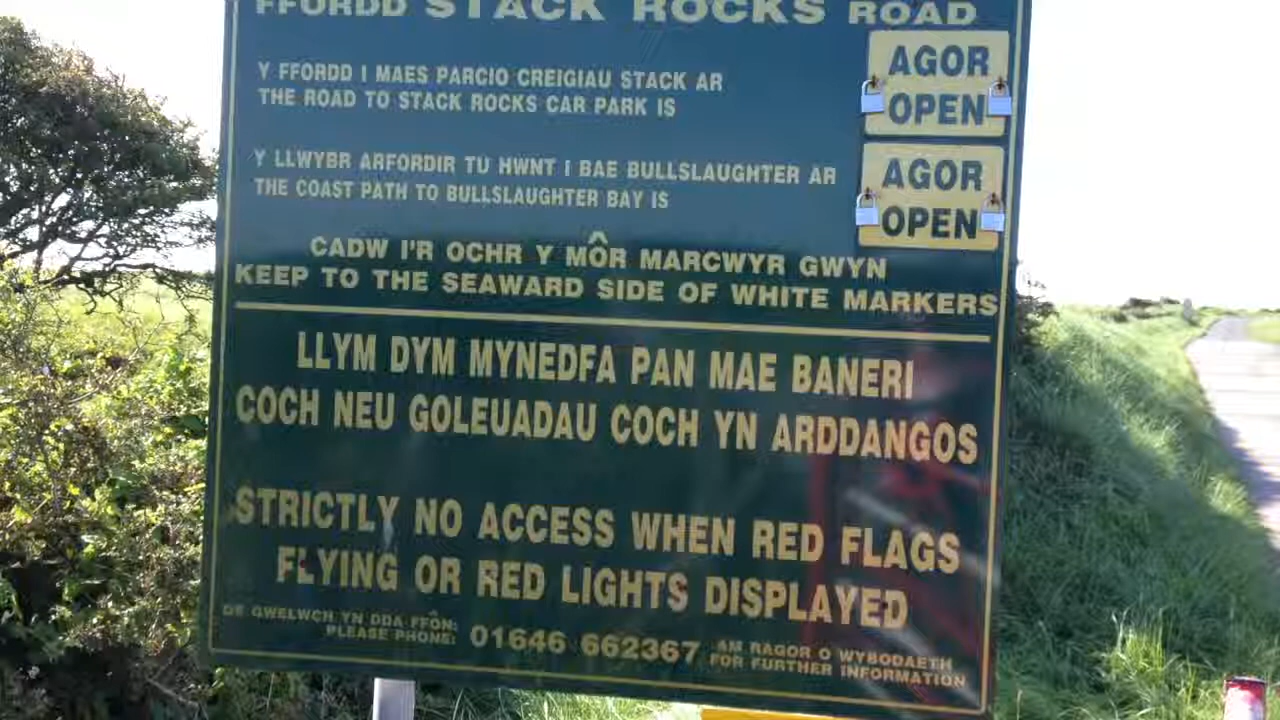 FFORDD STACK ROCKS ROAD
Y FFORDD I MAES PARCIO CREIGIAU STACK AR
THE ROAD TO STACK ROCKS CAR PARK IS
AGOR
OPEN
Y LLWYBR ARFORDIR TU HWNT I BAE BULLSLAUGHTER AR
THE COAST PATH TO BULLSLAUGHTER BAY IS
AGOR
OPEN
CADW I'R OCHR Y MÔR MARCWYR GWYN
KEEP TO THE SEAWARD SIDE OF WHITE MARKERS
LLYM DYM MYNEDFA PAN MAE BANERI
COCH NEU GOLEUADAU COCH YN ARDDANGOS
STRICTLY NO ACCESS WHEN RED FLAGS
FLYING OR RED LIGHTS DISPLAYED
OS GWELWCH YN DDA FFÔN:
PLEASE PHONE:
01646 662367
AM RAGOR O WYBODAETH
FOR FURTHER INFORMATION